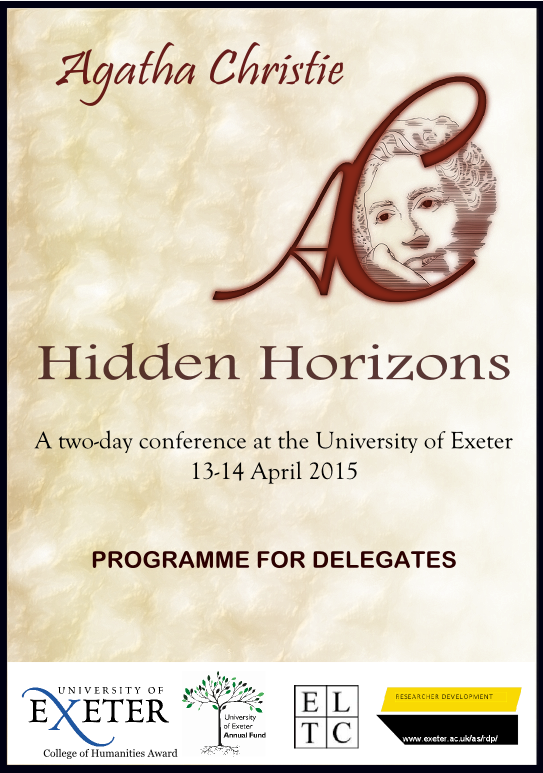 Agatha Christie
AC
Hidden Horizons
A two-day conference at the University of Exeter
13-14 April 2015
PROGRAMME FOR DELEGATES
UNIVERSITY OF
EXETER
College of Humanities Award
University
of Exeter
Annual Fund
E L
T C
RESEARCHER DEVELOPMENT
www.exeter.ac.uk/as/rdp/